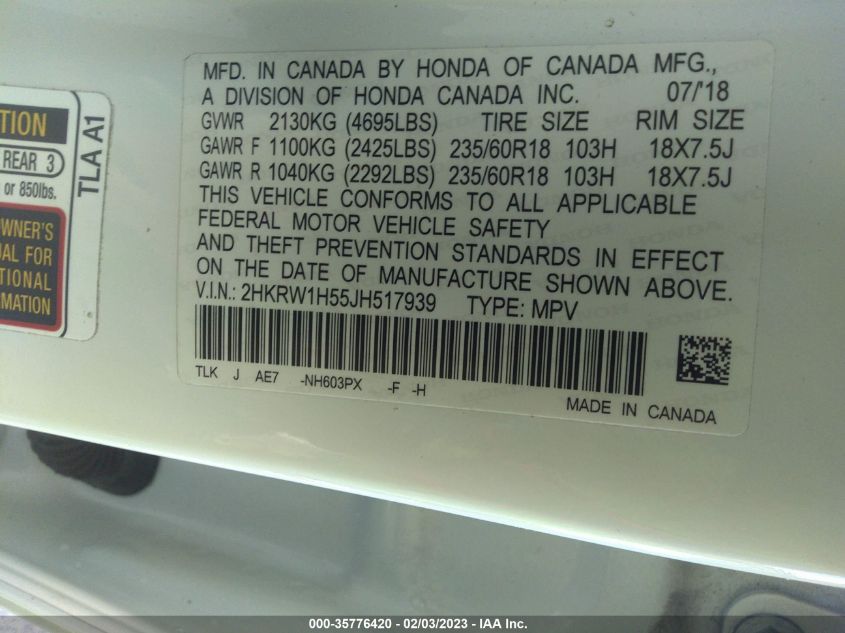 TION
REAR 3
or 850lbs.
WNER'S
UAL FOR
TIONAL
RMATION
TLA A1
MFD. IN CANADA BY HONDA OF CANADA MFG.,
A DIVISION OF HONDA CANADA INC. 07/'18
GVWR 2130KG (4695LBS) TIRE SIZE RIM SIZE
GAWR F 1100KG (2425LBS) 235/60R18 103H 18X7.5J
GAWR R 1040KG (2292LBS) 235/60R18 103H 18X7.5J
THIS VEHICLE CONFORMS TO ALL APPLICABLE
FEDERAL MOTOR VEHICLE SAFETY
AND THEFT PREVENTION STANDARDS IN EFFECT
ON THE DATE OF MANUFACTURE SHOWN ABOVE.
V.I.N.: 2HKRW1H55JH517939 TYPE: MPV
TLK J AE7 -NH603PX -F -H
MADE IN CANADA
000-35776420 - 02/03/2023 - IAA Inc.